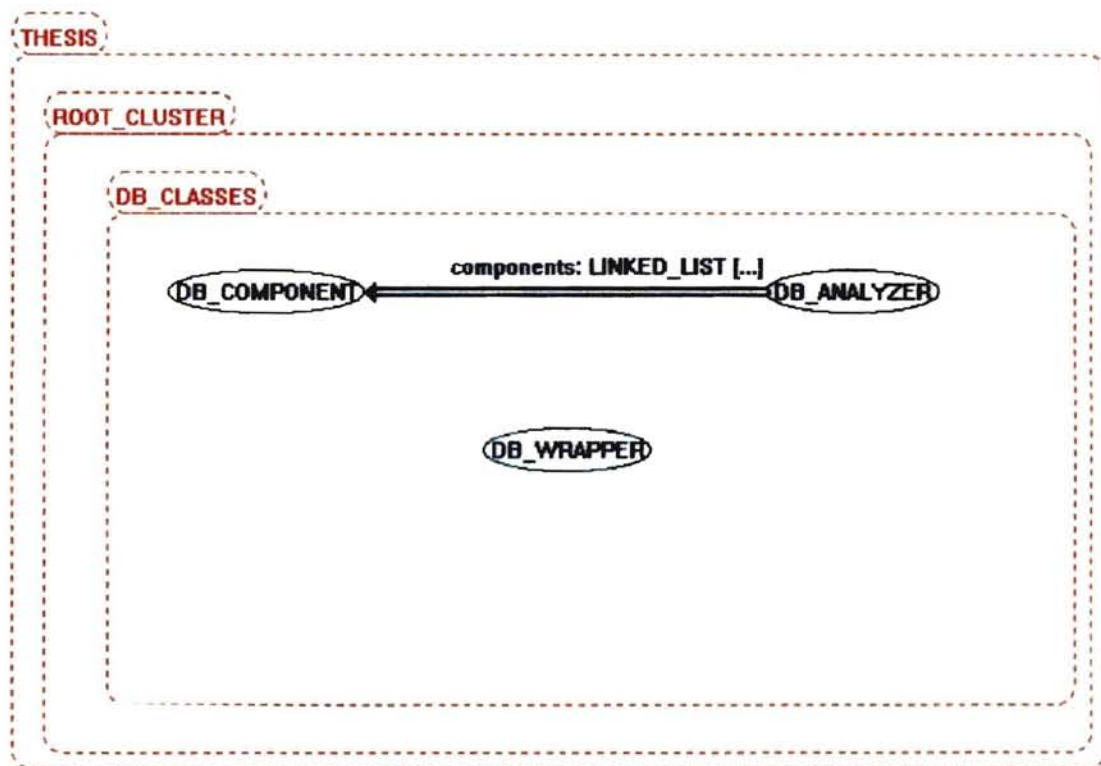 THESIS
ROOT_CLUSTER
DB_CLASSES
components: LINKED_LIST [...]
DB_COMPONENT
DB_ANALYZER
DB_WRAPPER